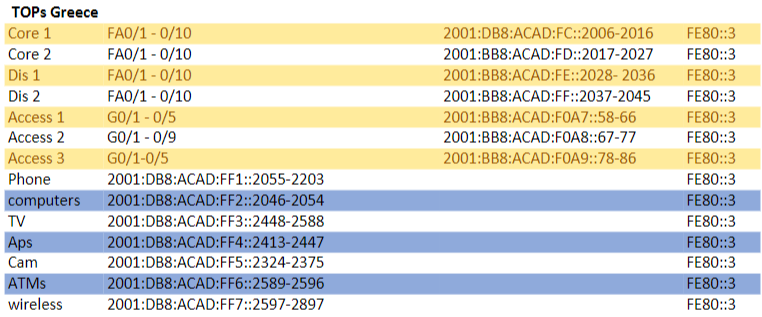 TOPs Greece
Core 1 FA0/1 - 0/10 2001:DB8:ACAD:FC::2006-2016 FE80::3
Core 2 FA0/1 - 0/10 2001:BB8:ACAD:FD::2017-2027 FE80::3
Dis 1 FA0/1 - 0/10 2001:BB8:ACAD:FE::2028- 2036 FE80::3
Dis 2 FA0/1 - 0/10 2001:BB8:ACAD:FF::2037-2045 FE80::3
Access 1 G0/1 - 0/5 2001:BB8:ACAD:F0A7::58-66 FE80::3
Access 2 G0/1 - 0/9 2001:BB8:ACAD:F0A8::67-77 FE80::3
Access 3 G0/1-0/5 2001:BB8:ACAD:F0A9::78-86 FE80::3
Phone 2001:DB8:ACAD:FF1::2055-2203 FE80::3
computers 2001:DB8:ACAD:FF2::2046-2054 FE80::3
TV 2001:DB8:ACAD:FF3::2448-2588 FE80::3
Aps 2001:DB8:ACAD:FF4::2413-2447 FE80::3
Cam 2001:DB8:ACAD:FF5::2324-2375 FE80::3
ATMs 2001:DB8:ACAD:FF6::2589-2596 FE80::3
wireless 2001:DB8:ACAD:FF7::2597-2897 FE80::3